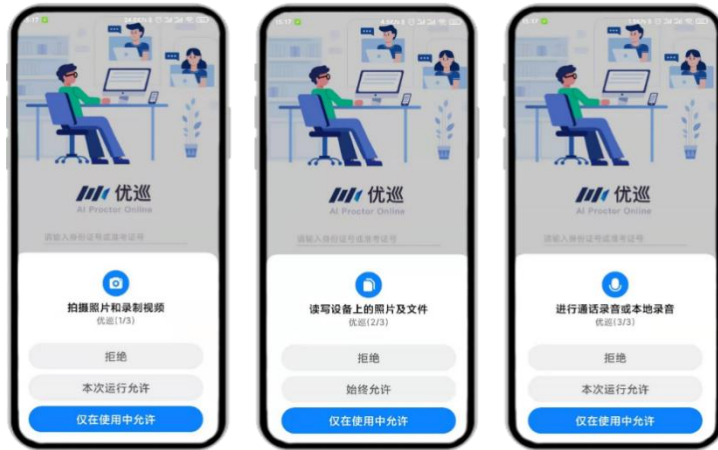 优巡
AI Proctor Online
请输入身份证号或准考证号
拍摄照片和录制视频
优巡(1/3)
拒绝
本次运行允许
仅在使用中允许
优巡
AI Proctor Online
请输入身份证号或准考证号
读写设备上的照片及文件
优巡(2/3)
拒绝
始终允许
仅在使用中允许
优巡
AI Proctor Online
请输入身份证号或准考证号
进行通话录音或本地录音
优巡(3/3)
拒绝
本次运行允许
仅在使用中允许